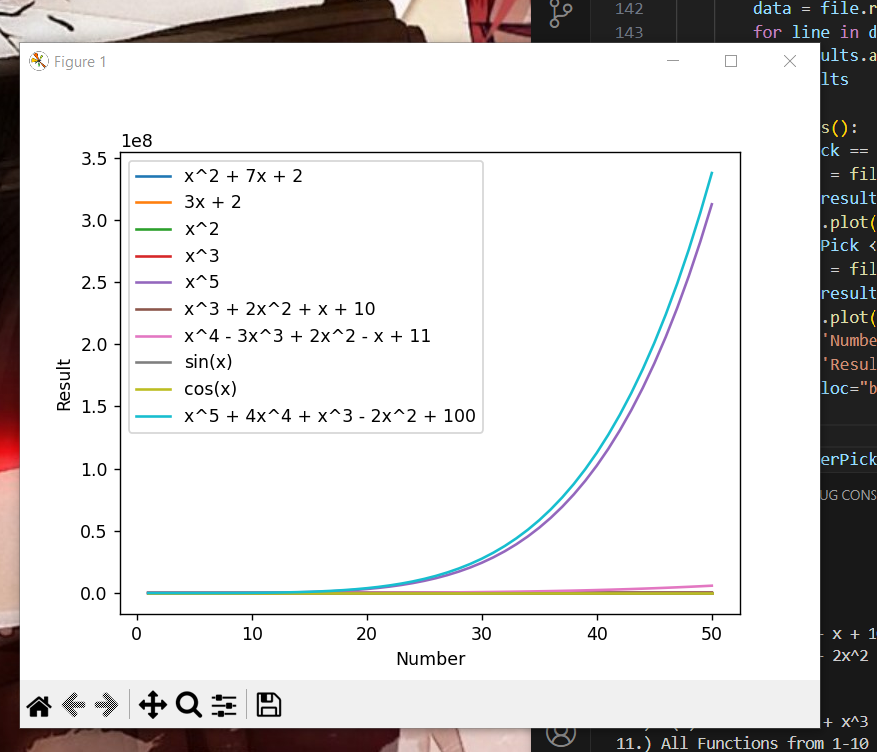 142 data = file.r
143 for line in d
Figure 1
ults.a
lts
s():
ck ==
= fil
result
.plot(
Pick <
= fil
result
.plot(
'Numbe
'Resul
loc="b
erPick
UG CONS
1e8
3.5
3.0
2.5
2.0
1.5
1.0
0.5
0.0
Result
x^2 + 7x + 2
3x + 2
x^2
x^3
x^5
x^3 + 2x^2 + x + 10
x^4 - 3x^3 + 2x^2 - x + 11
sin(x)
cos(x)
x^5 + 4x^4 + x^3 - 2x^2 + 100
0 10 20 30 40 50
Number
x + 1
2x^2
+ x^3
11.) All Functions from 1-10